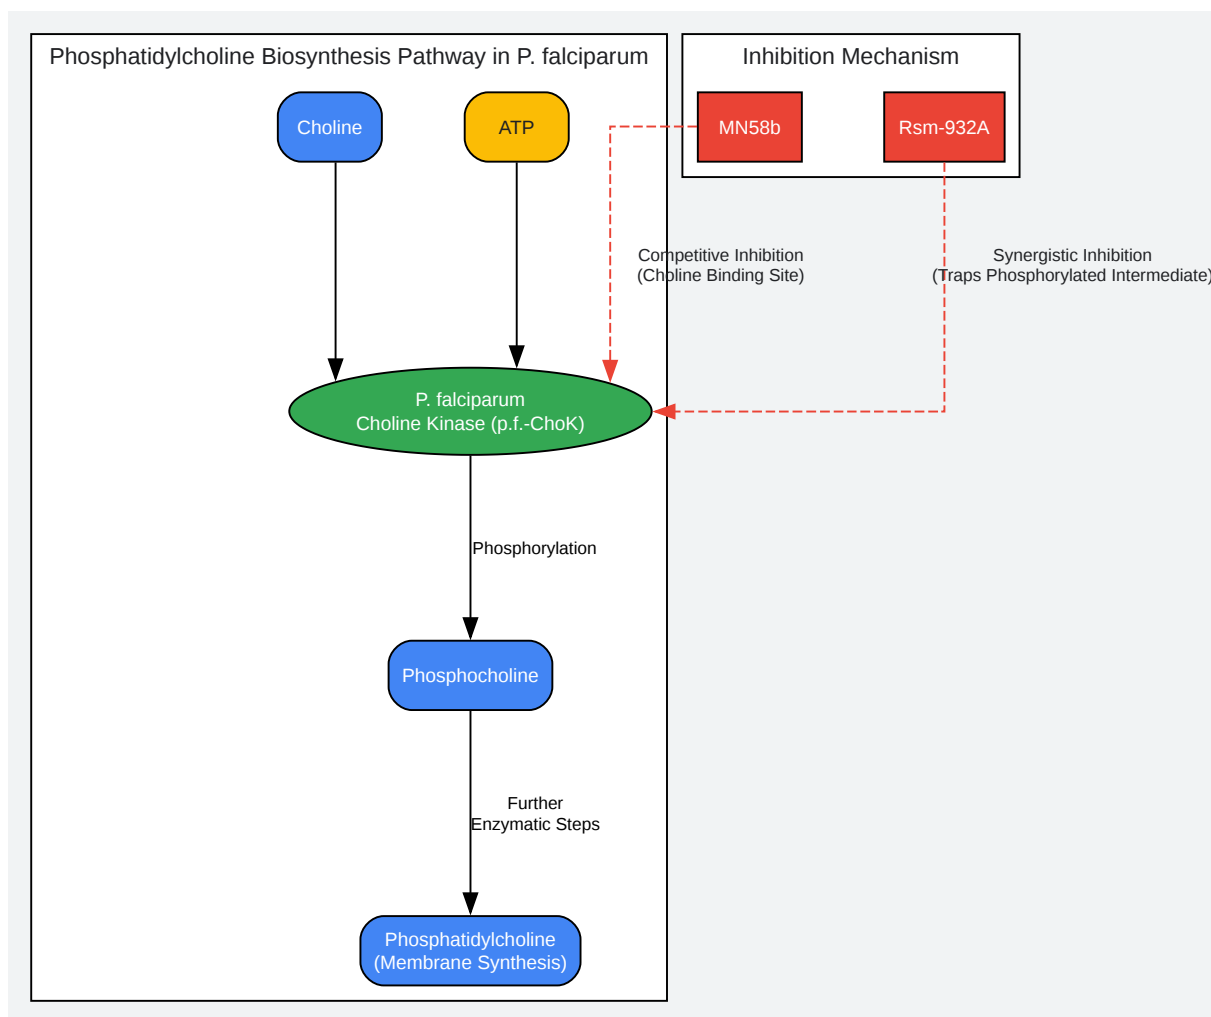 Phosphatidylcholine Biosynthesis Pathway in P. falciparum
Inhibition Mechanism
Choline
ATP
MN58b
Rsm-932A
Competitive Inhibition
(Choline Binding Site)
Synergistic Inhibition
(Traps Phosphorylated Intermediate)
P. falciparum
Choline Kinase (p.f.-ChoK)
Phosphorylation
Phosphocholine
Further
Enzymatic Steps
Phosphatidylcholine
(Membrane Synthesis)